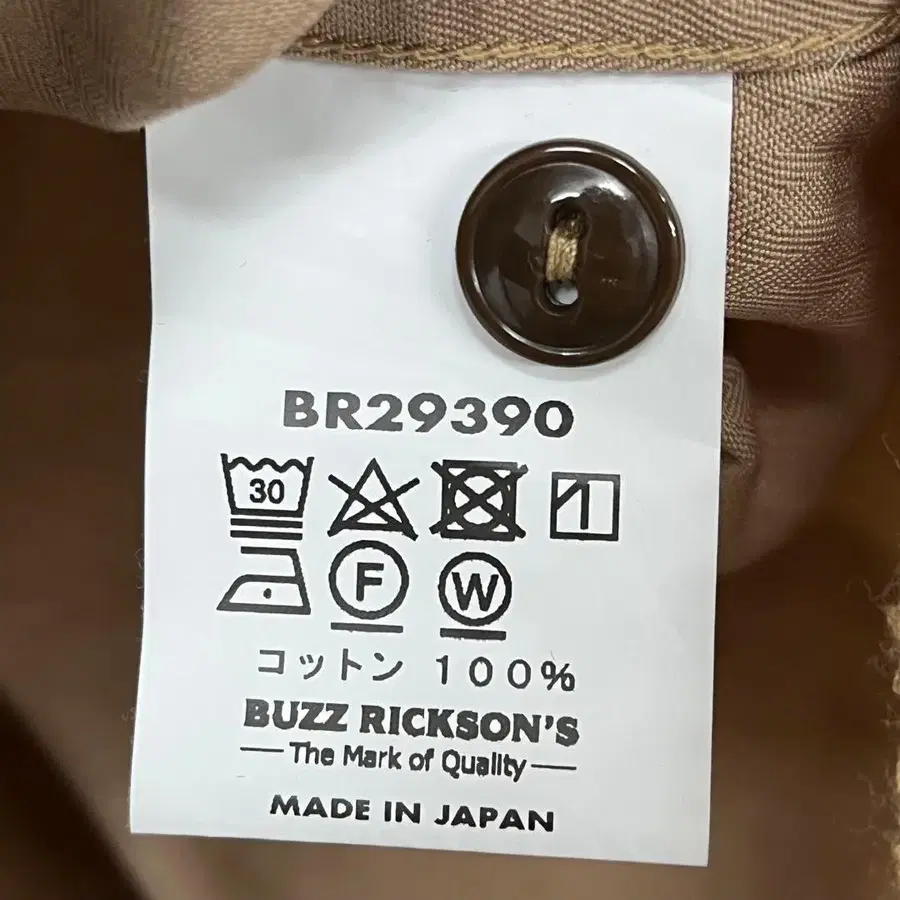 BR29390
30
F W
コットン 100%
BUZZ RICKSON'S
The Mark of Quality
MADE IN JAPAN